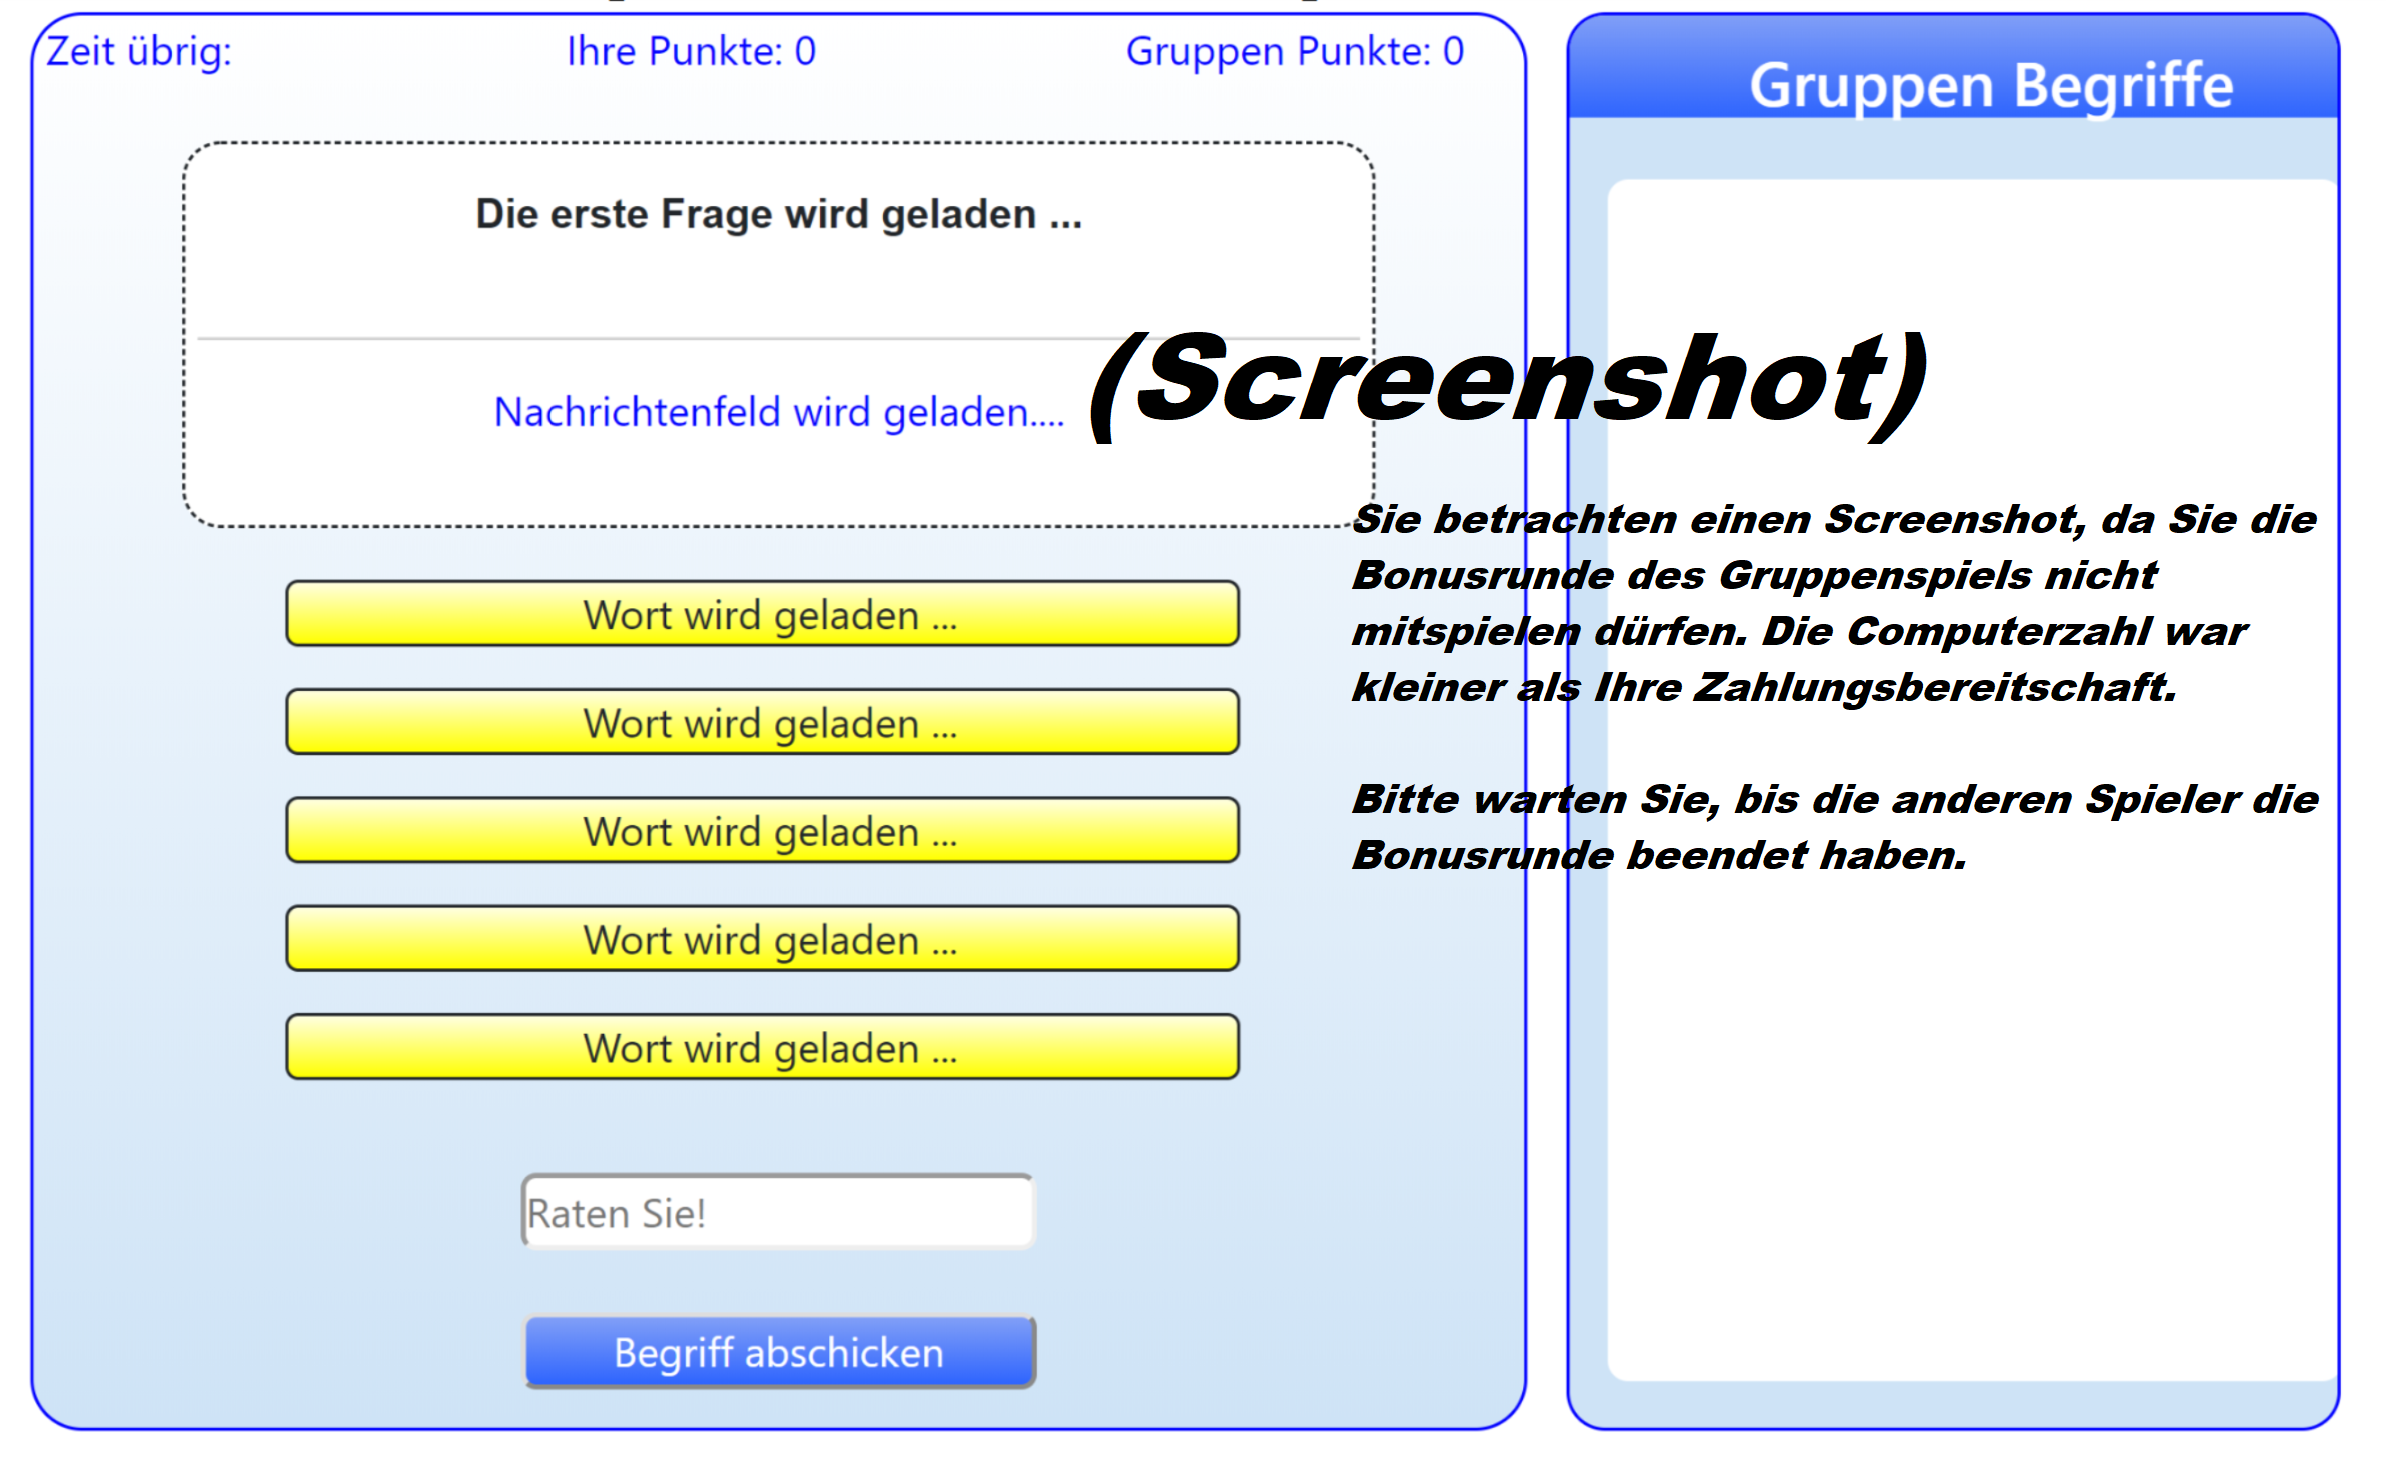 Zeit übrig:
Ihre Punkte: 0
Gruppen Punkte: 0
Die erste Frage wird geladen ...
Nachrichtenfeld wird geladen....
Wort wird geladen ...
Wort wird geladen ...
Wort wird geladen ...
Wort wird geladen ...
Wort wird geladen ...
Raten Sie!
Begriff abschicken
Gruppen Begriffe
(Screenshot)
Sie betrachten einen Screenshot, da Sie die
Bonusrunde des Gruppenspiels nicht
mitspielen dürfen. Die Computerzahl war
kleiner als Ihre Zahlungsbereitschaft.
Bitte warten Sie, bis die anderen Spieler die
Bonusrunde beendet haben.